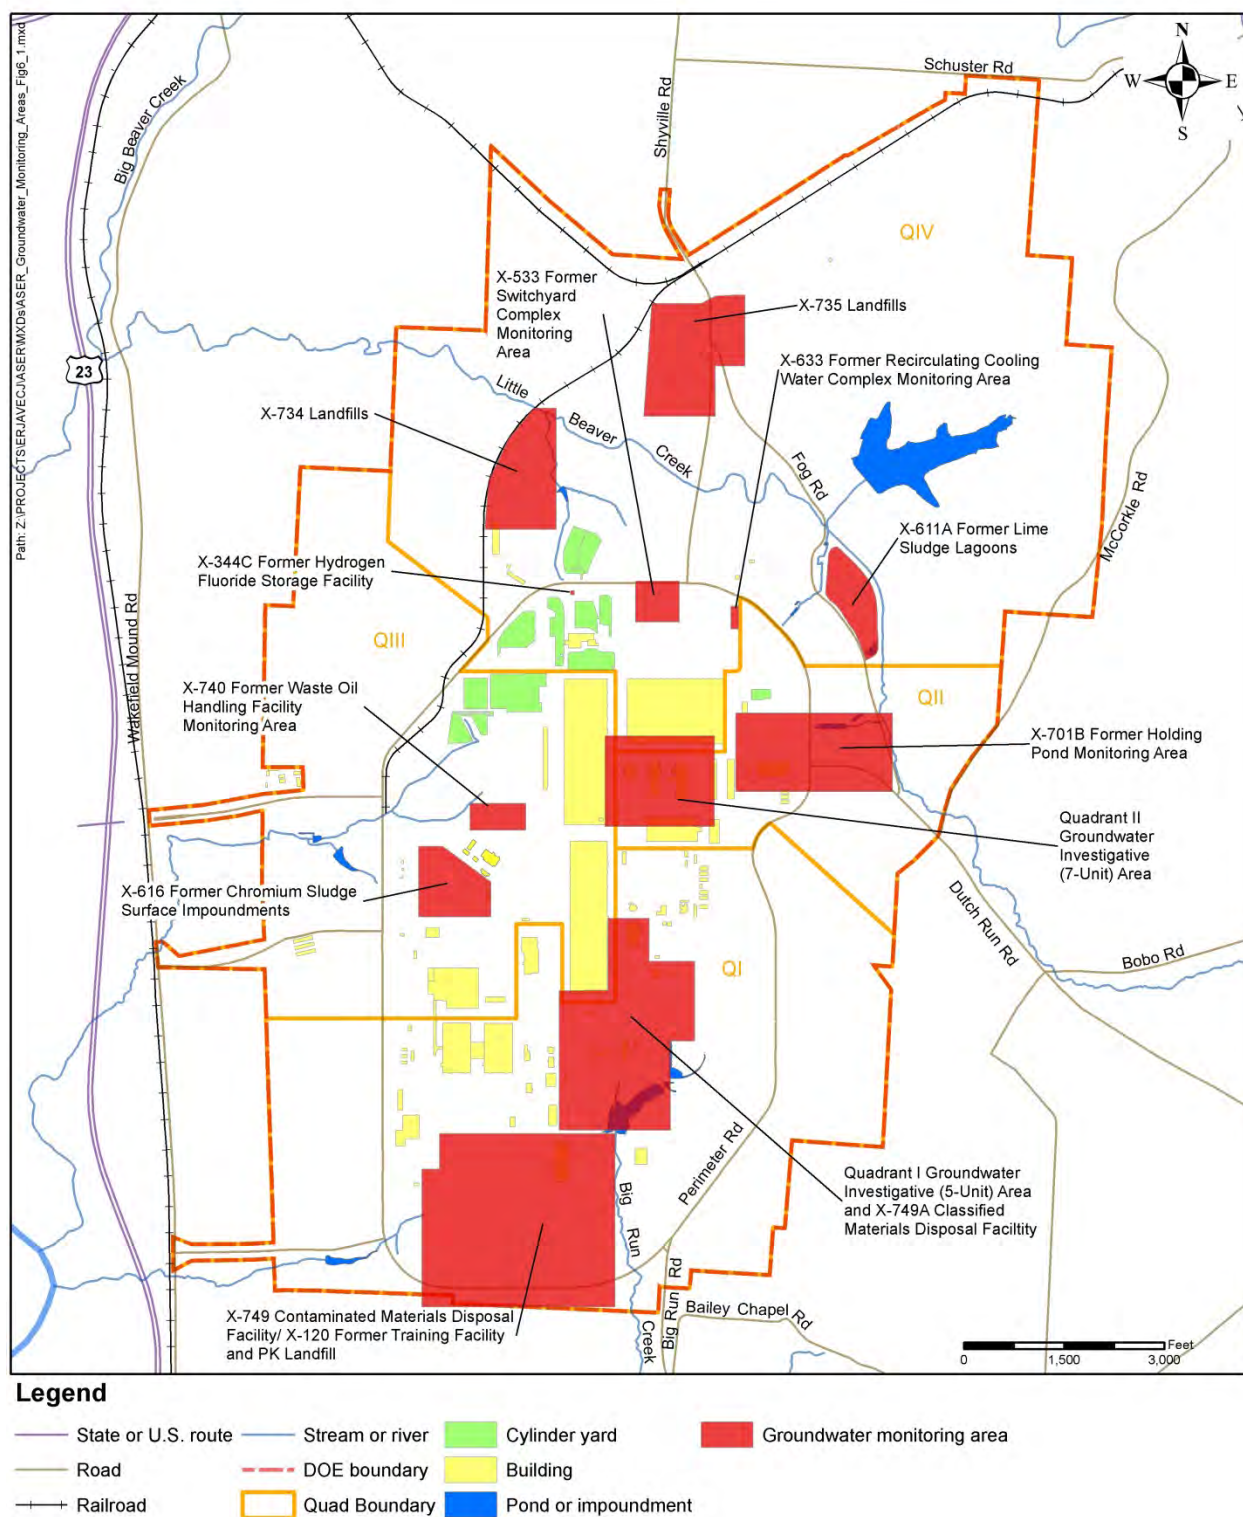 Path: Z:\PROJECTS\ERJAVECJ\ASER\MXDs\ASER_Groundwater_Monitoring_Areas_Fig6_1.mxd
N
W
E
S
Schuster Rd
Big Beaver Creek
Shyville Rd
QIV
X-533 Former
Switchyard
Complex
Monitoring
Area
X-735 Landfills
X-633 Former Recirculating Cooling
Water Complex Monitoring Area
23
Little
Beaver
Creek
X-734 Landfills
Fog Rd
McCorkle Rd
X-611A Former Lime
Sludge Lagoons
X-344C Former Hydrogen
Fluoride Storage Facility
QIII
Wakefield Mound Rd
X-740 Former Waste Oil
Handling Facility
Monitoring Area
QII
X-701B Former Holding
Pond Monitoring Area
Quadrant II
Groundwater
Investigative
(7-Unit) Area
X-616 Former Chromium Sludge
Surface Impoundments
Dutch Run Rd
Bobo Rd
QI
Perimeter Rd
Quadrant I Groundwater
Investigative (5-Unit) Area
and X-749A Classified
Materials Disposal Faciltity
Big
Run
Creek
Big Run Rd
Bailey Chapel Rd
X-749 Contaminated Materials Disposal
Facility/ X-120 Former Training Facility
and PK Landfill
Feet
0
1,500
3,000
Legend
State or U.S. route
Stream or river
Cylinder yard
Groundwater monitoring area
Road
DOE boundary
Building
Railroad
Quad Boundary
Pond or impoundment